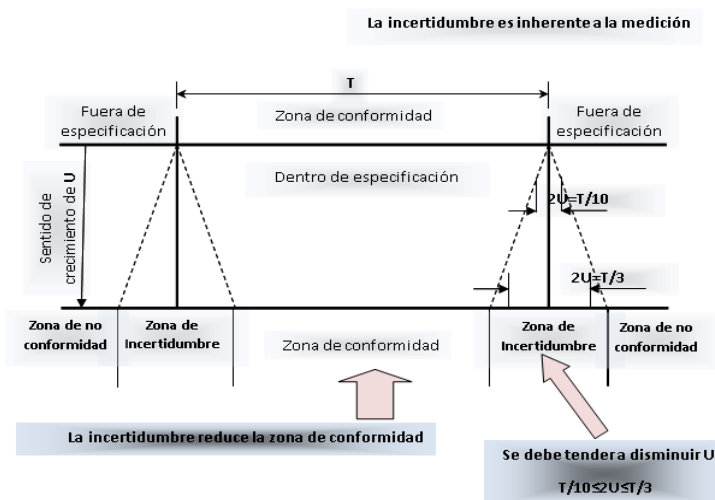 La incertidumbre es inherente a la medición
T
Fuera de
especificación
Zona de conformidad
Fuera de
especificación
Dentro de especificación
Sentido de
crecimiento de U
2U=T/10
2U=T/3
Zona de no
conformidad
Zona de
Incertidumbre
Zona de conformidad
Zona de
Incertidumbre
Zona de no
conformidad
La incertidumbre reduce la zona de conformidad
Se debe tender a disminuir U
T/10≤2U≤T/3